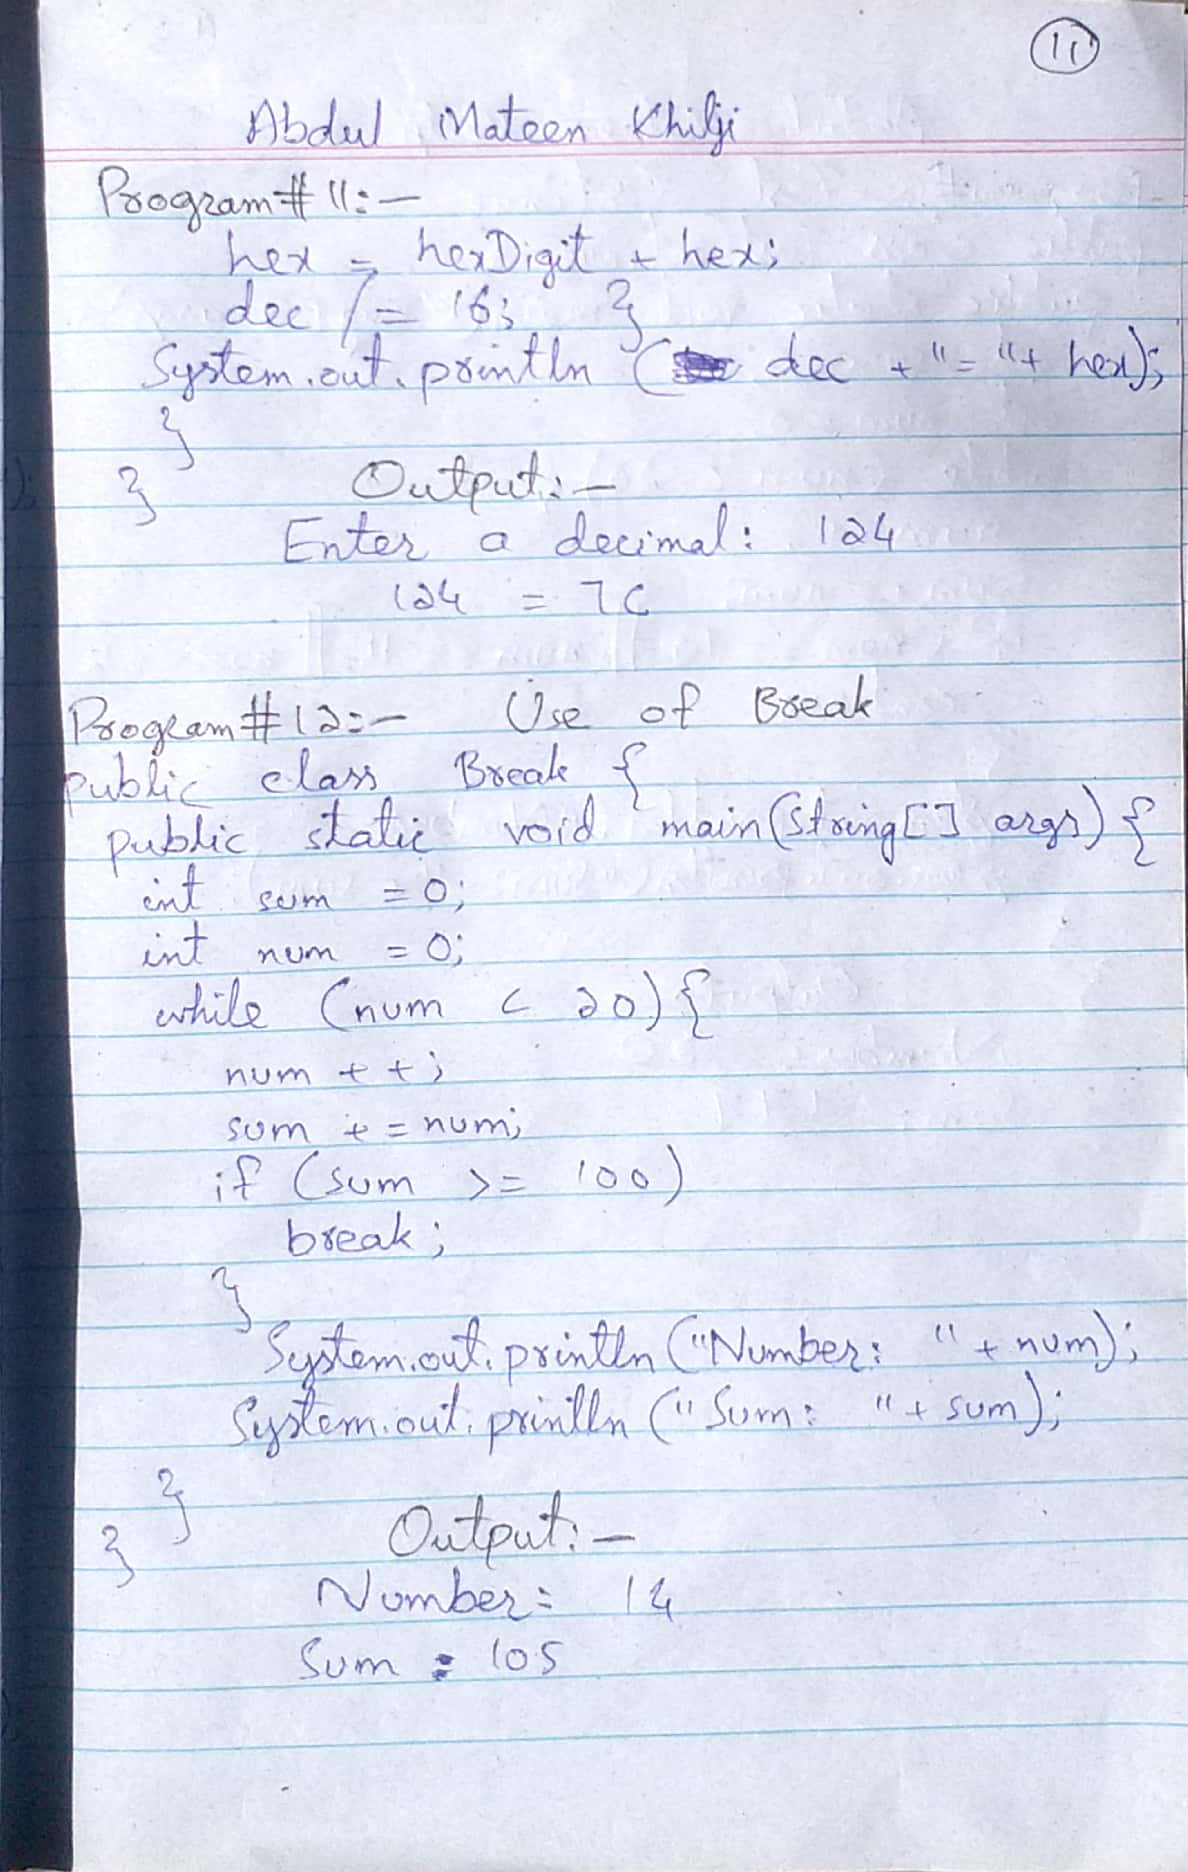 11
Abdul Mateen Khilji
Program # 11:-
hex = hexDigit + hex;
dec /= 16; }
System.out.println ( dec + "=" + hex);
}
} Output:-
Enter a decimal: 124
124 = 7C
Program # 12:- Use of Break
public class Break {
public static void main(String[] args) {
int sum = 0;
int num = 0;
while (num < 20) {
num ++;
sum += num;
if (sum >= 100)
break;
}
System.out.println ("Number: " + num);
System.out.println ("Sum: " + sum);
}
} Output:-
Number: 14
Sum : 105